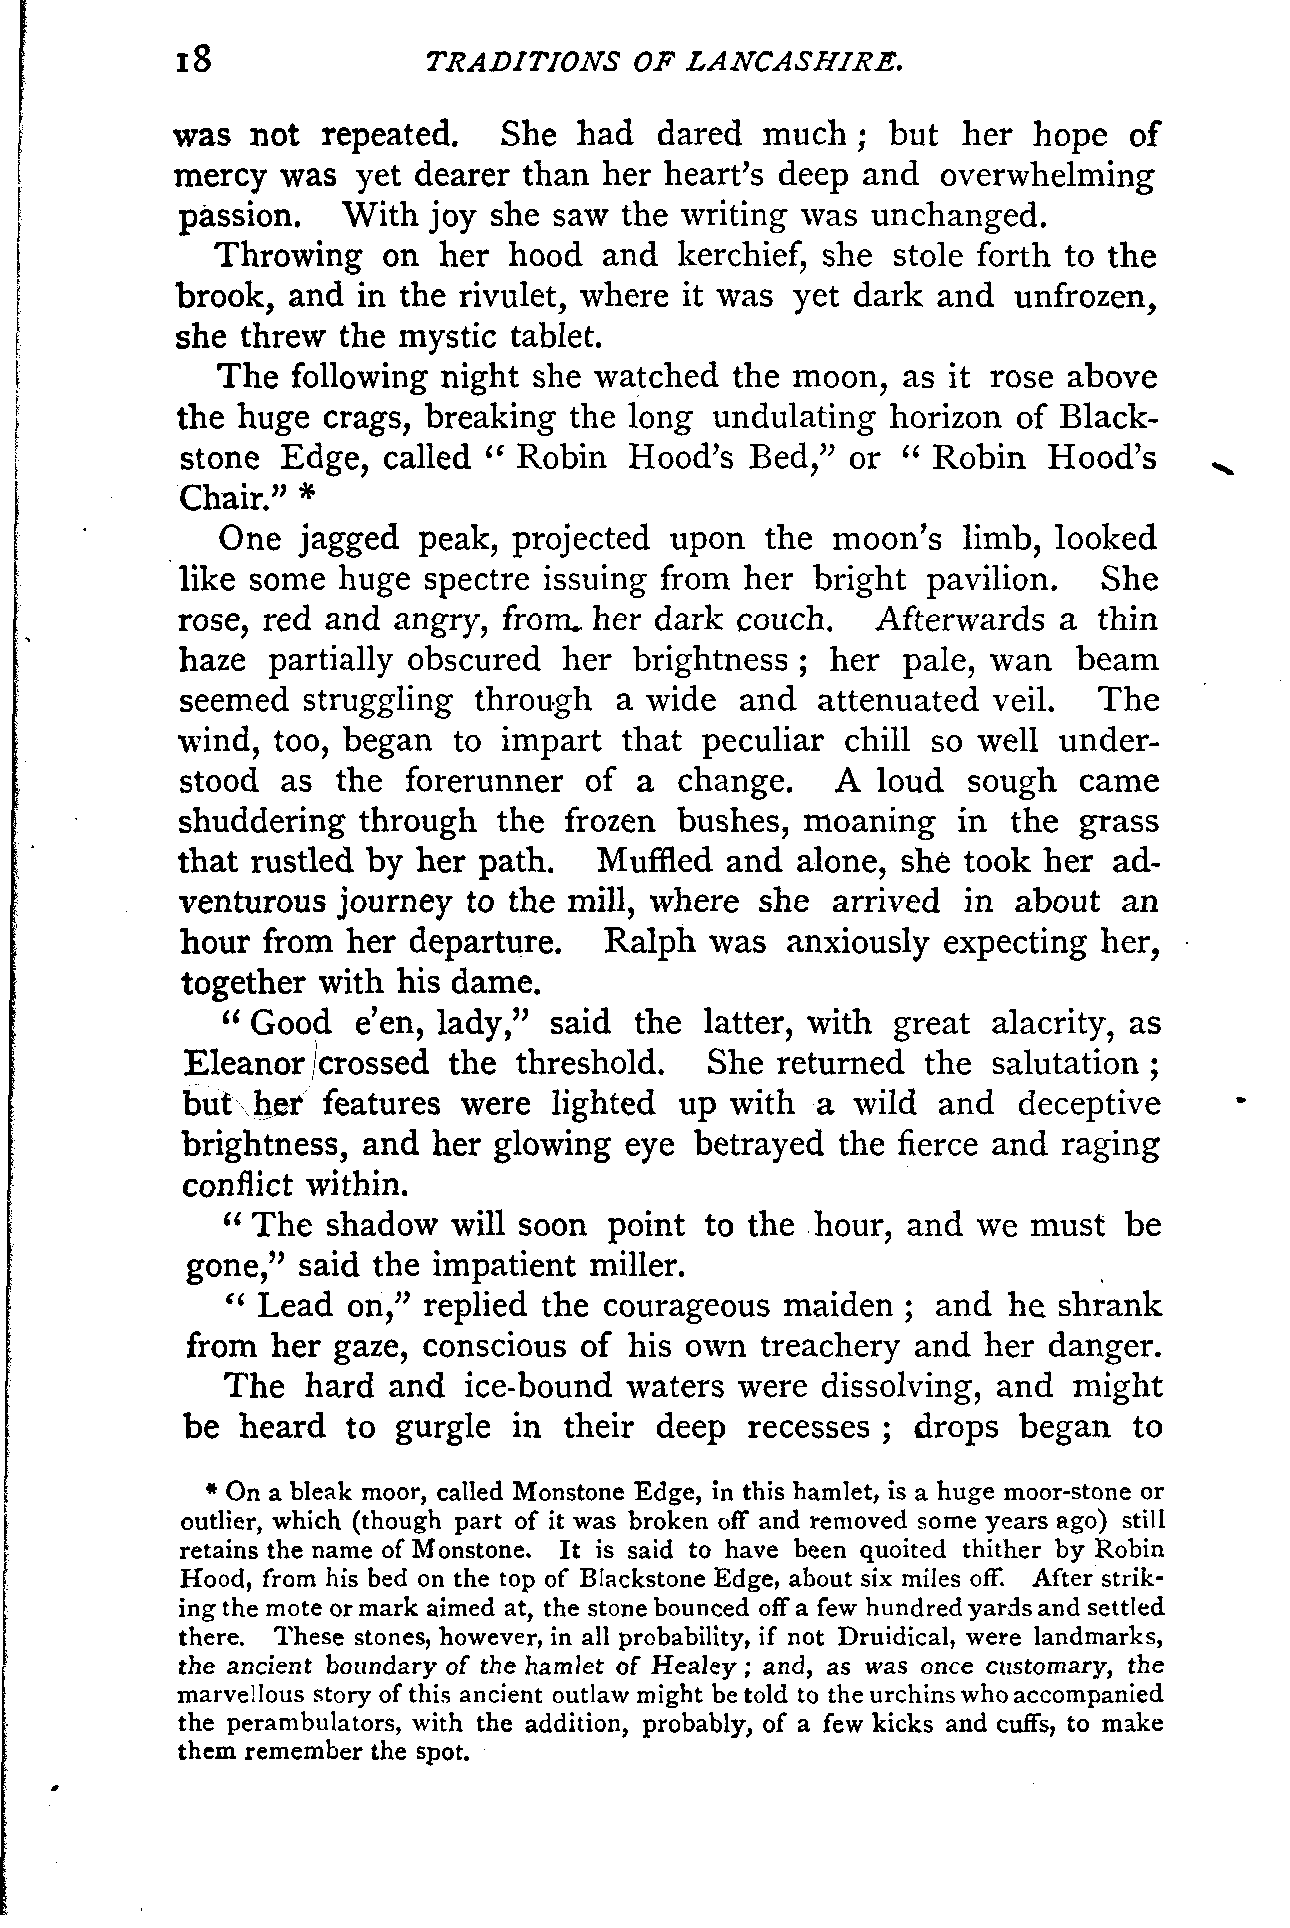 18 TRADITIONS OF LANCASHIRE.
was not repeated. She had dared much ; but her hope of
mercy was yet dearer than her heart's deep and overwhelming
passion. With joy she saw the writing was unchanged.
Throwing on her hood and kerchief, she stole forth to the
brook, and in the rivulet, where it was yet dark and unfrozen,
she threw the mystic tablet.
The following night she watched the moon, as it rose above
the huge crags, breaking the long undulating horizon of Black-
stone Edge, called " Robin Hood's Bed," or " Robin Hood's
Chair." *
One jagged peak, projected upon the moon's limb, looked
like some huge spectre issuing from her bright pavilion. She
rose, red and angry, from her dark couch. Afterwards a thin
haze partially obscured her brightness ; her pale, wan beam
seemed struggling through a wide and attenuated veil. The
wind, too, began to impart that peculiar chill so well under-
stood as the forerunner of a change. A loud sough came
shuddering through the frozen bushes, moaning in the grass
that rustled by her path. Muffled and alone, she took her ad-
venturous journey to the mill, where she arrived in about an
hour from her departure. Ralph was anxiously expecting her,
together with his dame.
" Good e'en, lady," said the latter, with great alacrity, as
Eleanor crossed the threshold. She returned the salutation ;
but her features were lighted up with a wild and deceptive
brightness, and her glowing eye betrayed the fierce and raging
conflict within.
" The shadow will soon point to the hour, and we must be
gone," said the impatient miller.
" Lead on," replied the courageous maiden ; and he shrank
from her gaze, conscious of his own treachery and her danger.
The hard and ice-bound waters were dissolving, and might
be heard to gurgle in their deep recesses ; drops began to
* On a bleak moor, called Monstone Edge, in this hamlet, is a huge moor-stone or
outlier, which (though part of it was broken off and removed some years ago) still
retains the name of Monstone. It is said to have been quoited thither by Robin
Hood, from his bed on the top of Blackstone Edge, about six miles off. After strik-
ing the mote or mark aimed at, the stone bounced off a few hundred yards and settled
there. These stones, however, in all probability, if not Druidical, were landmarks,
the ancient boundary of the hamlet of Healey ; and, as was once customary, the
marvellous story of this ancient outlaw might be told to the urchins who accompanied
the perambulators, with the addition, probably, of a few kicks and cuffs, to make
them remember the spot.